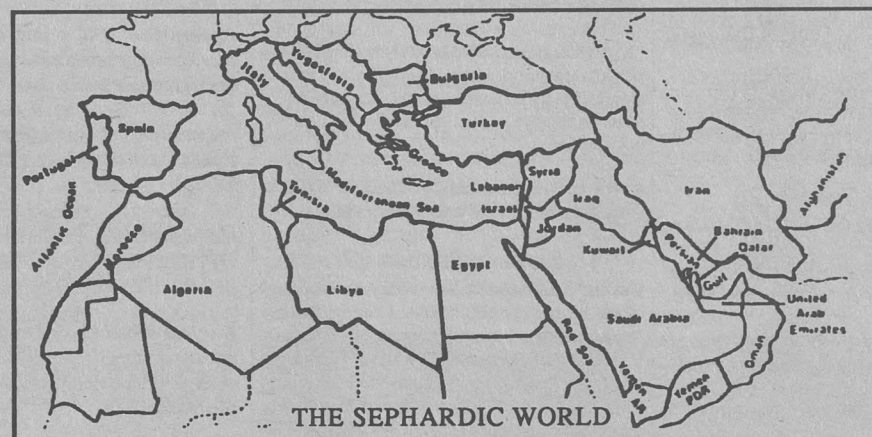 Yugoslavia
Italy
Bulgaria
Spain
Turkey
Portugal
Greece
Mediterranean Sea
Tunisia
Lebanon
Syria
Israel
Iraq
Iran
Afghanistan
Atlantic Ocean
Morocco
Jordan
Kuwait
Persian
Gulf
Bahrain
Qatar
Algeria
Libya
Egypt
Saudi Arabia
United
Arab
Emirates
Red Sea
Oman
Yemen
AR
Yemen
PDR
THE SEPHARDIC WORLD